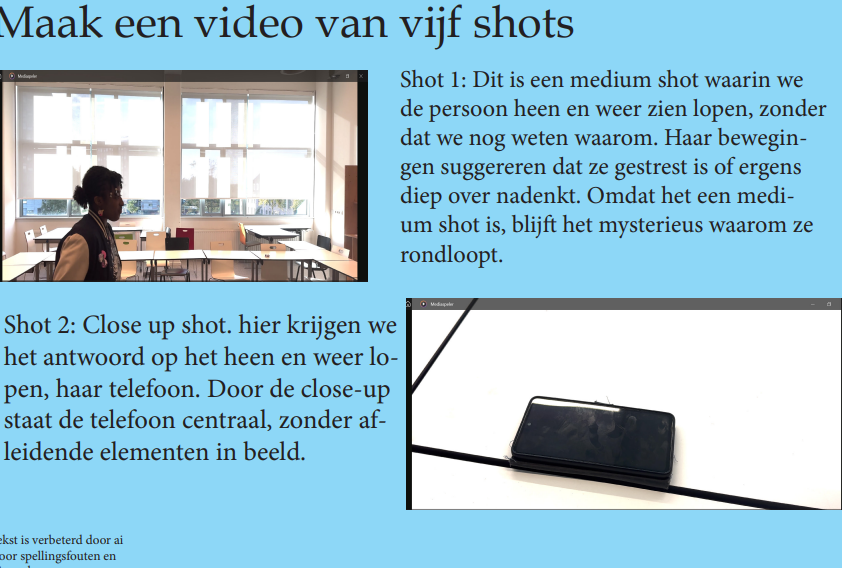 Maak een video van vijf shots
Mediaspeler
Shot 1: Dit is een medium shot waarin we
de persoon heen en weer zien lopen, zonder
dat we nog weten waarom. Haar bewegin-
gen suggereren dat ze gestrest is of ergens
diep over nadenkt. Omdat het een medi-
um shot is, blijft het mysterieus waarom ze
rondloopt.
Mediaspeler
Shot 2: Close up shot. hier krijgen we
het antwoord op het heen en weer lo-
pen, haar telefoon. Door de close-up
staat de telefoon centraal, zonder af-
leidende elementen in beeld.
ekst is verbeterd door ai
oor spellingsfouten en